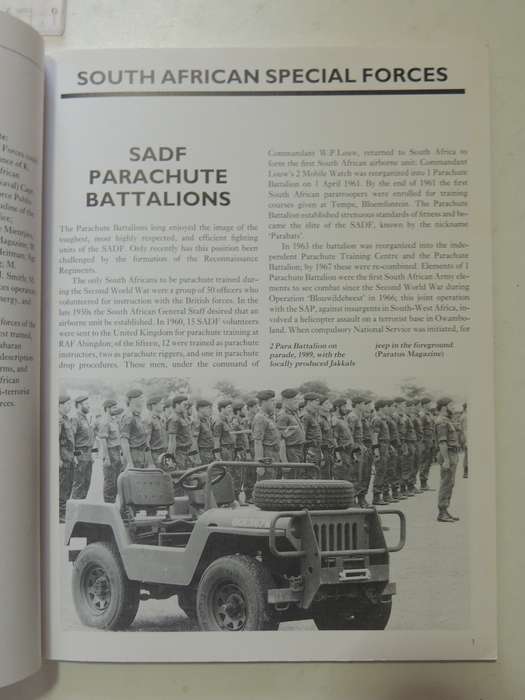 SOUTH AFRICAN SPECIAL FORCES
SADF
PARACHUTE
BATTALIONS
The Parachute Battalions long enjoyed the image of the
toughest, most highly respected, and efficient fighting
units of the SADF. Only recently has this position been
challenged by the formation of the Reconnaissance
Regiments.
The only South Africans to be parachute trained dur-
ing the Second World War were a group of 50 officers who
volunteered for instruction with the British forces. In the
late 1950s the South African General Staff desired that an
airborne unit be established. In 1960, 15 SADF volunteers
were sent to the United Kingdom for parachute training at
RAF Abingdon; of the fifteen, 12 were trained as parachute
instructors, two as parachute riggers, and one in parachute
drop procedures. These men, under the command of
Commandant W.P. Louw, returned to South Africa to
form the first South African airborne unit. Commandant
Louw's 2 Mobile Watch was reorganized into 1 Parachute
Battalion on 1 April 1961. By the end of 1961 the first
South African paratroopers were enrolled for training
given at Tempe, Bloemfontein. The Parachute
Battalion established strenuous standards of fitness and became
the élite of the SADF, known by the nickname
'Parabats'.
In 1963 the battalion was reorganized into the inde-
pendent Parachute Training Centre and the Parachute
Battalion; by 1967 these were re-combined. Elements of 1
Parachute Battalion were the first South African Army ele-
ments to see combat since the Second World War during
Operation 'Blouwildebeest' in 1966; this joint operation
with the SAP, against insurgents in South-West Africa, in-
volved a helicopter assault on a terrorist base in Owambo-
land. When compulsory National Service was initiated, for
2 Para Battalion on
parade, 1989, with the
locally produced Jakkals
jeep in the foreground
(Paratus Magazine)
1